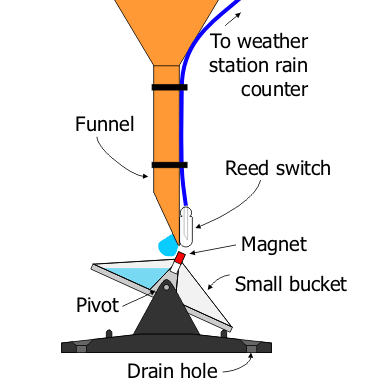 To weather
station rain
counter
Funnel
Reed switch
Magnet
Small bucket
Pivot
Drain hole